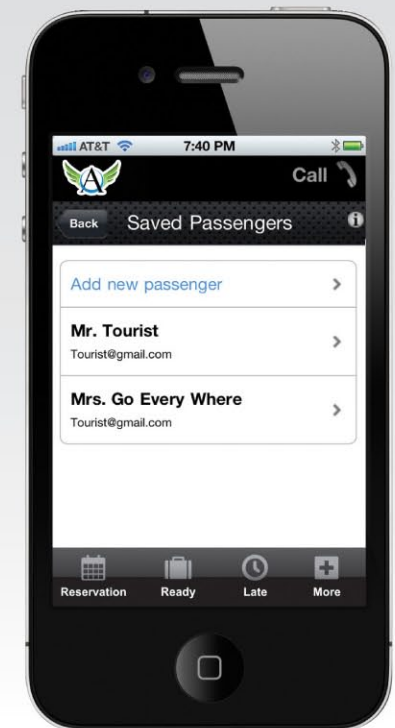 AT&T 7:40 PM
A
Call
Back Saved Passengers i
Add new passenger
Mr. Tourist
Tourist@gmail.com
Mrs. Go Every Where
Tourist@gmail.com
Reservation Ready Late More